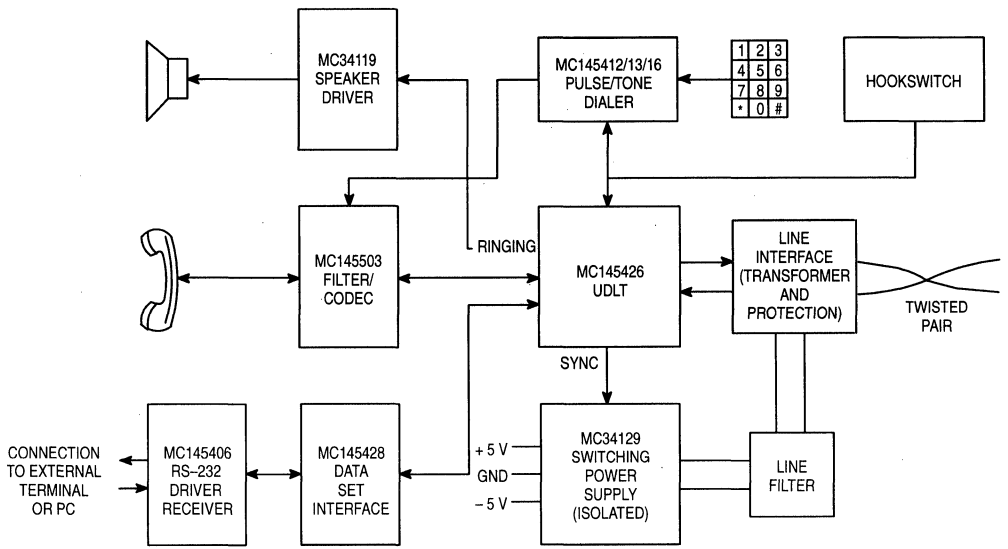 MC34119
SPEAKER
DRIVER
MC145412/13/16
PULSE/TONE
DIALER
1 2 3
4 5 6
7 8 9
* 0 #
HOOKSWITCH
RINGING
MC145503
FILTER/
CODEC
MC145426
UDLT
LINE
INTERFACE
(TRANSFORMER
AND
PROTECTION)
TWISTED
PAIR
SYNC
CONNECTION
TO EXTERNAL
TERMINAL
OR PC
MC145406
RS–232
DRIVER
RECEIVER
MC145428
DATA
SET
INTERFACE
+ 5 V
GND
– 5 V
MC34129
SWITCHING
POWER
SUPPLY
(ISOLATED)
LINE
FILTER